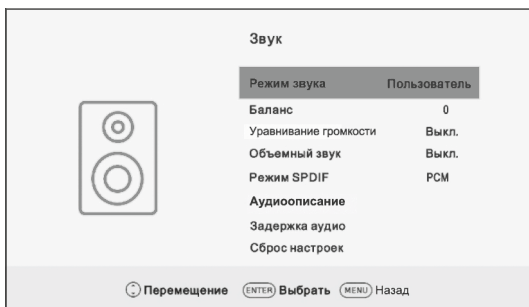 Звук
Режим звука Пользователь
Баланс 0
Уравнивание громкости Выкл.
Объемный звук Выкл.
Режим SPDIF PCM
Аудиоописание
Задержка аудио
Сброс настроек
Перемещение ENTER Выбрать MENU Назад